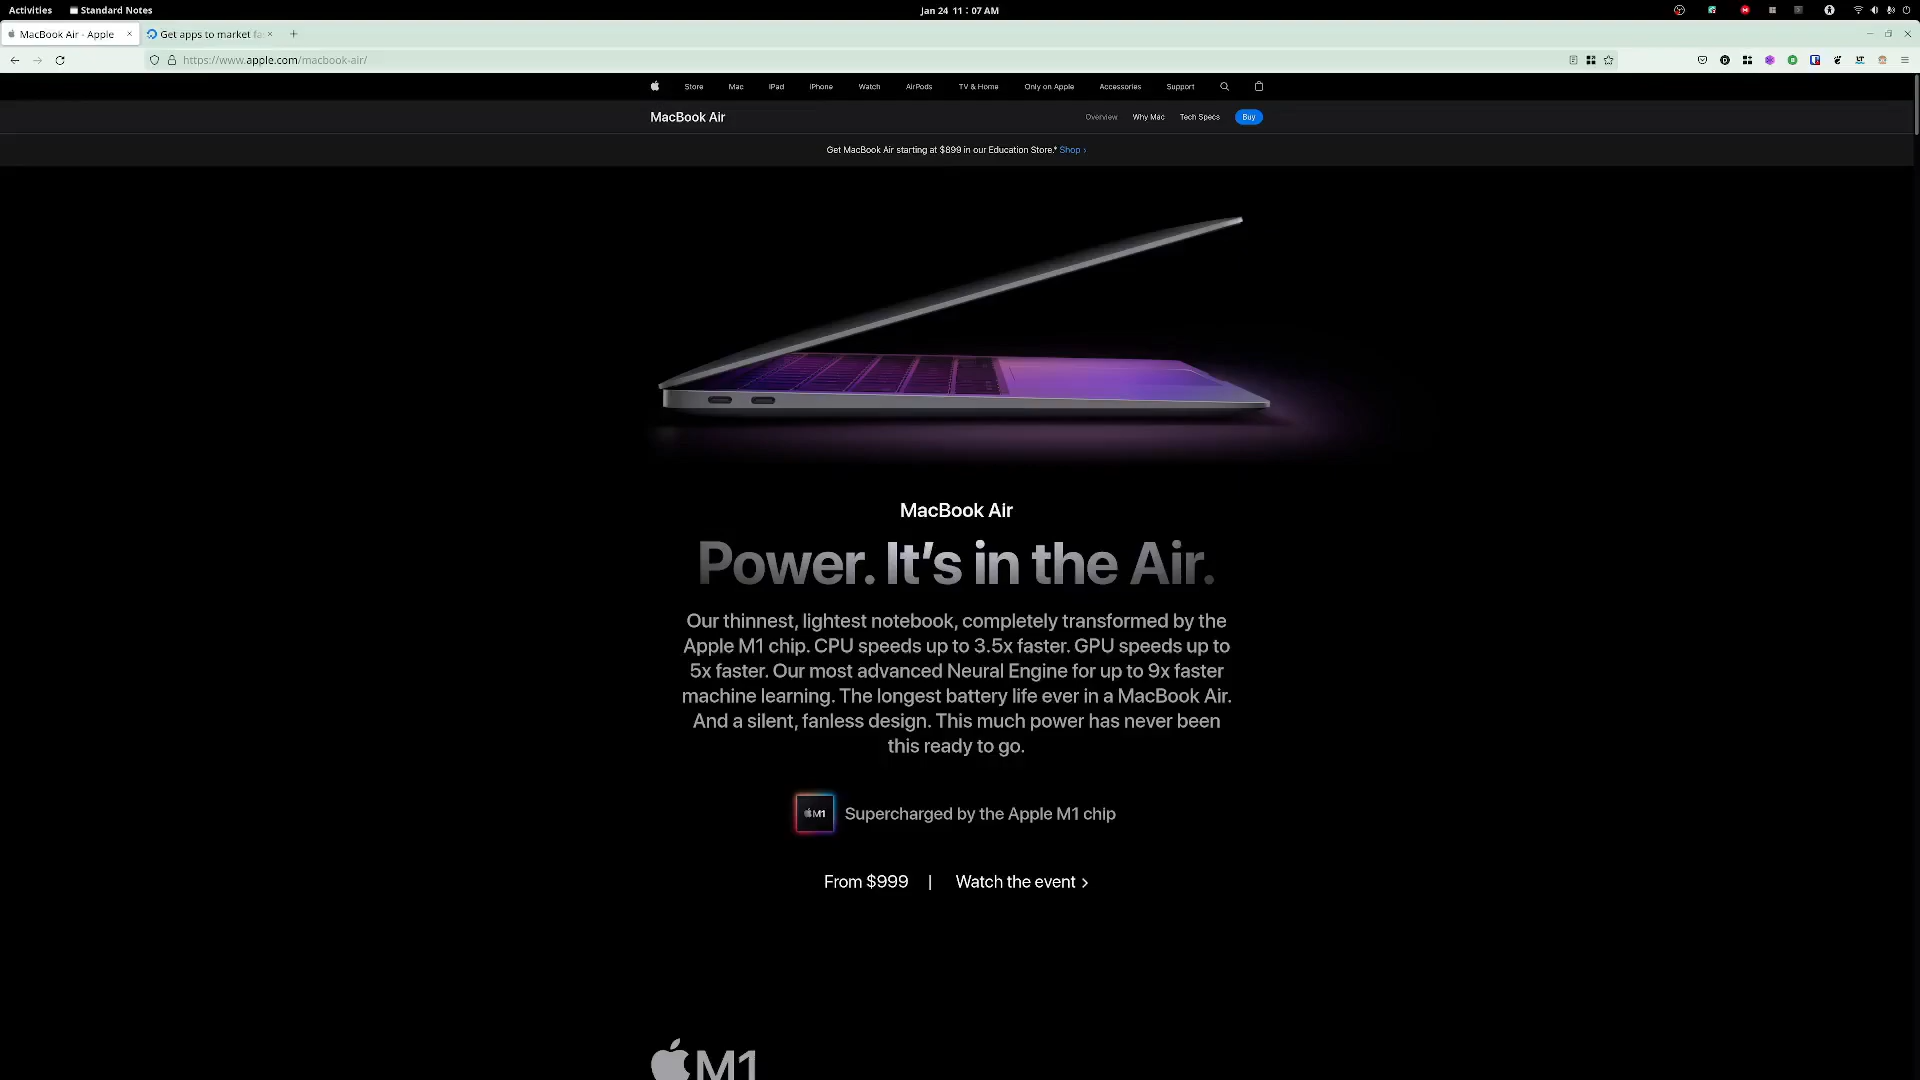 Activities Standard Notes Jan 24 11 : 07 AM
MacBook Air - Apple Get apps to market fa
https://www.apple.com/macbook-air/
Store Mac iPad iPhone Watch AirPods TV & Home Only on Apple Accessories Support
MacBook Air Overview Why Mac Tech Specs Buy
Get MacBook Air starting at $899 in our Education Store.* Shop ›
MacBook Air
Power. It’s in the Air.
Our thinnest, lightest notebook, completely transformed by the
Apple M1 chip. CPU speeds up to 3.5x faster. GPU speeds up to
5x faster. Our most advanced Neural Engine for up to 9x faster
machine learning. The longest battery life ever in a MacBook Air.
And a silent, fanless design. This much power has never been
this ready to go.
M1 Supercharged by the Apple M1 chip
From $999 | Watch the event ›
M1